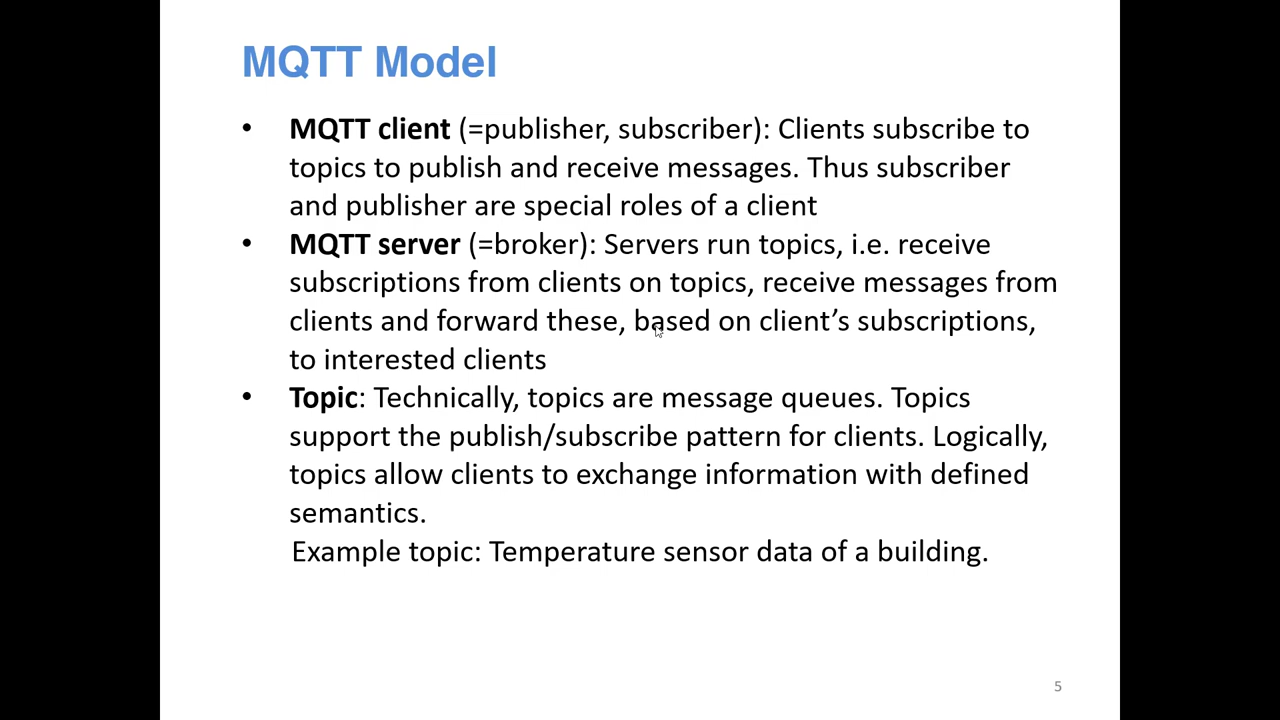 MQTT Model
• MQTT client (=publisher, subscriber): Clients subscribe to
topics to publish and receive messages. Thus subscriber
and publisher are special roles of a client
• MQTT server (=broker): Servers run topics, i.e. receive
subscriptions from clients on topics, receive messages from
clients and forward these, based on client’s subscriptions,
to interested clients
• Topic: Technically, topics are message queues. Topics
support the publish/subscribe pattern for clients. Logically,
topics allow clients to exchange information with defined
semantics.
Example topic: Temperature sensor data of a building.
5